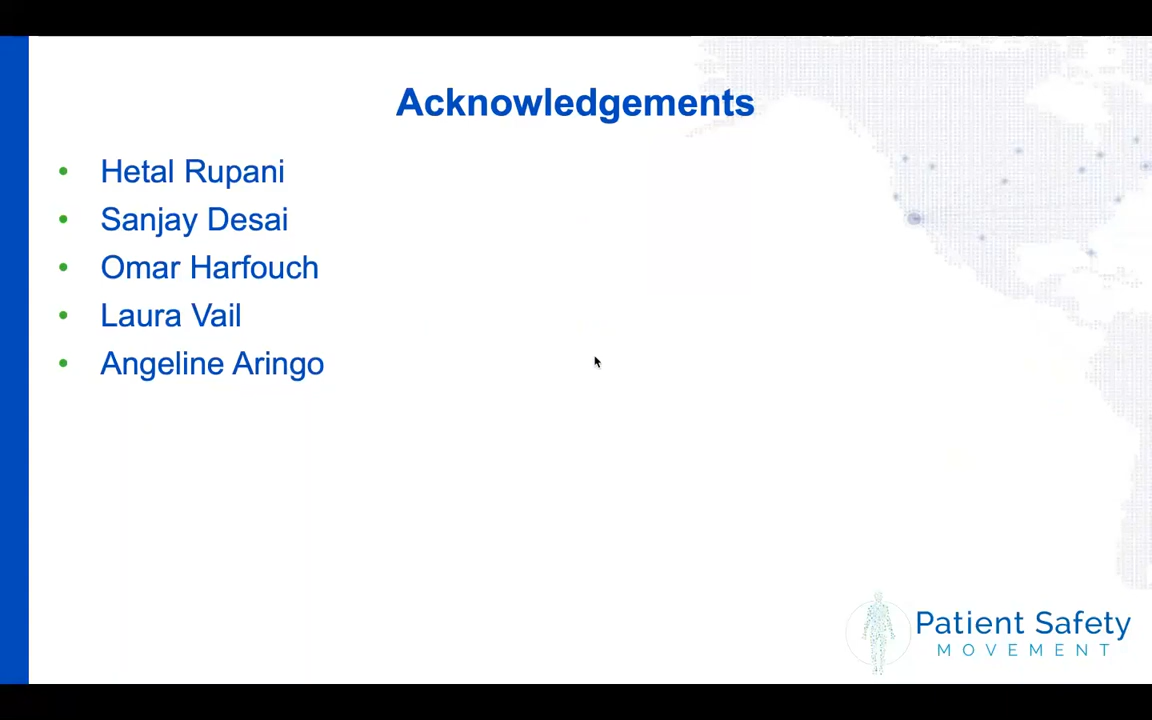 Acknowledgements
• Hetal Rupani
• Sanjay Desai
• Omar Harfouch
• Laura Vail
• Angeline Aringo
Patient Safety
MOVEMENT